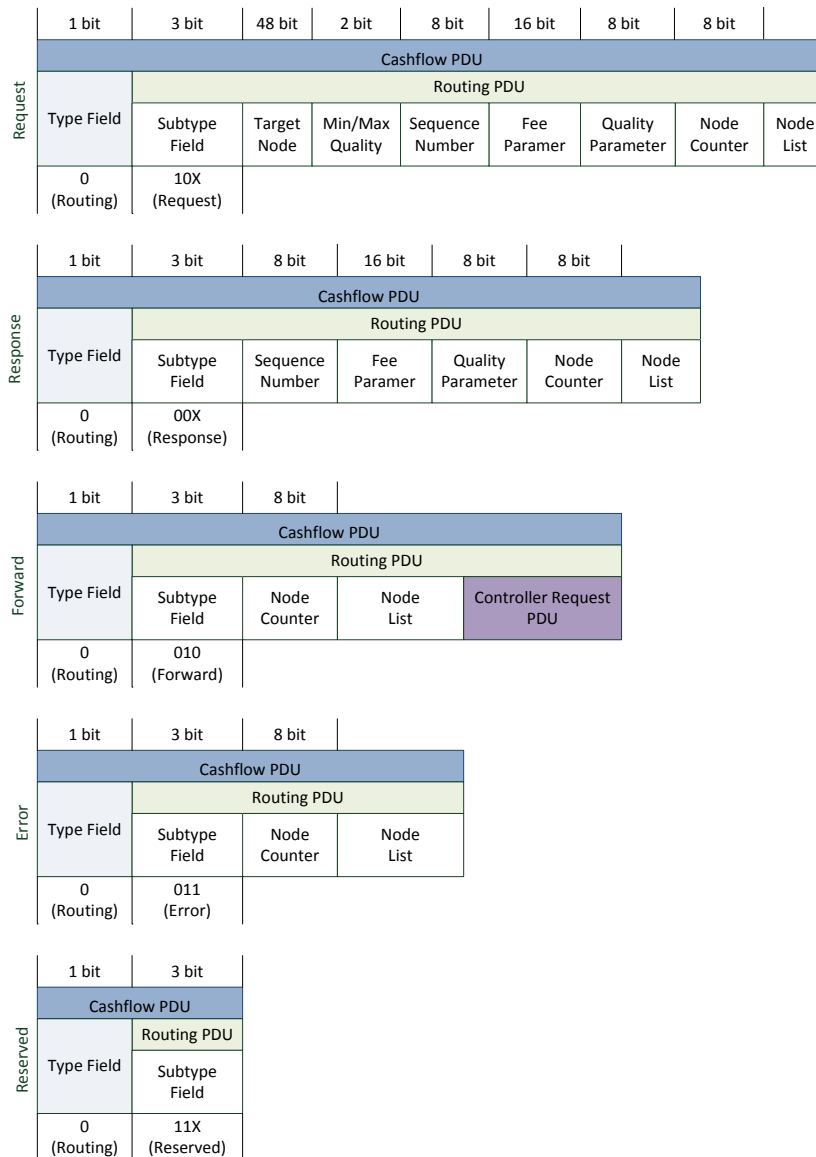 1 bit 3 bit 48 bit 2 bit 8 bit 16 bit 8 bit 8 bit
Request
Cashflow PDU
Routing PDU
Type Field
Subtype Field
Target Node
Min/Max Quality
Sequence Number
Fee Paramer
Quality Parameter
Node Counter
Node List
0 (Routing)
10X (Request)
1 bit 3 bit 8 bit 16 bit 8 bit 8 bit
Response
Cashflow PDU
Routing PDU
Type Field
Subtype Field
Sequence Number
Fee Paramer
Quality Parameter
Node Counter
Node List
0 (Routing)
00X (Response)
1 bit 3 bit 8 bit
Forward
Cashflow PDU
Routing PDU
Type Field
Subtype Field
Node Counter
Node List
Controller Request PDU
0 (Routing)
010 (Forward)
1 bit 3 bit 8 bit
Error
Cashflow PDU
Routing PDU
Type Field
Subtype Field
Node Counter
Node List
0 (Routing)
011 (Error)
1 bit 3 bit
Reserved
Cashflow PDU
Routing PDU
Type Field
Subtype Field
0 (Routing)
11X (Reserved)